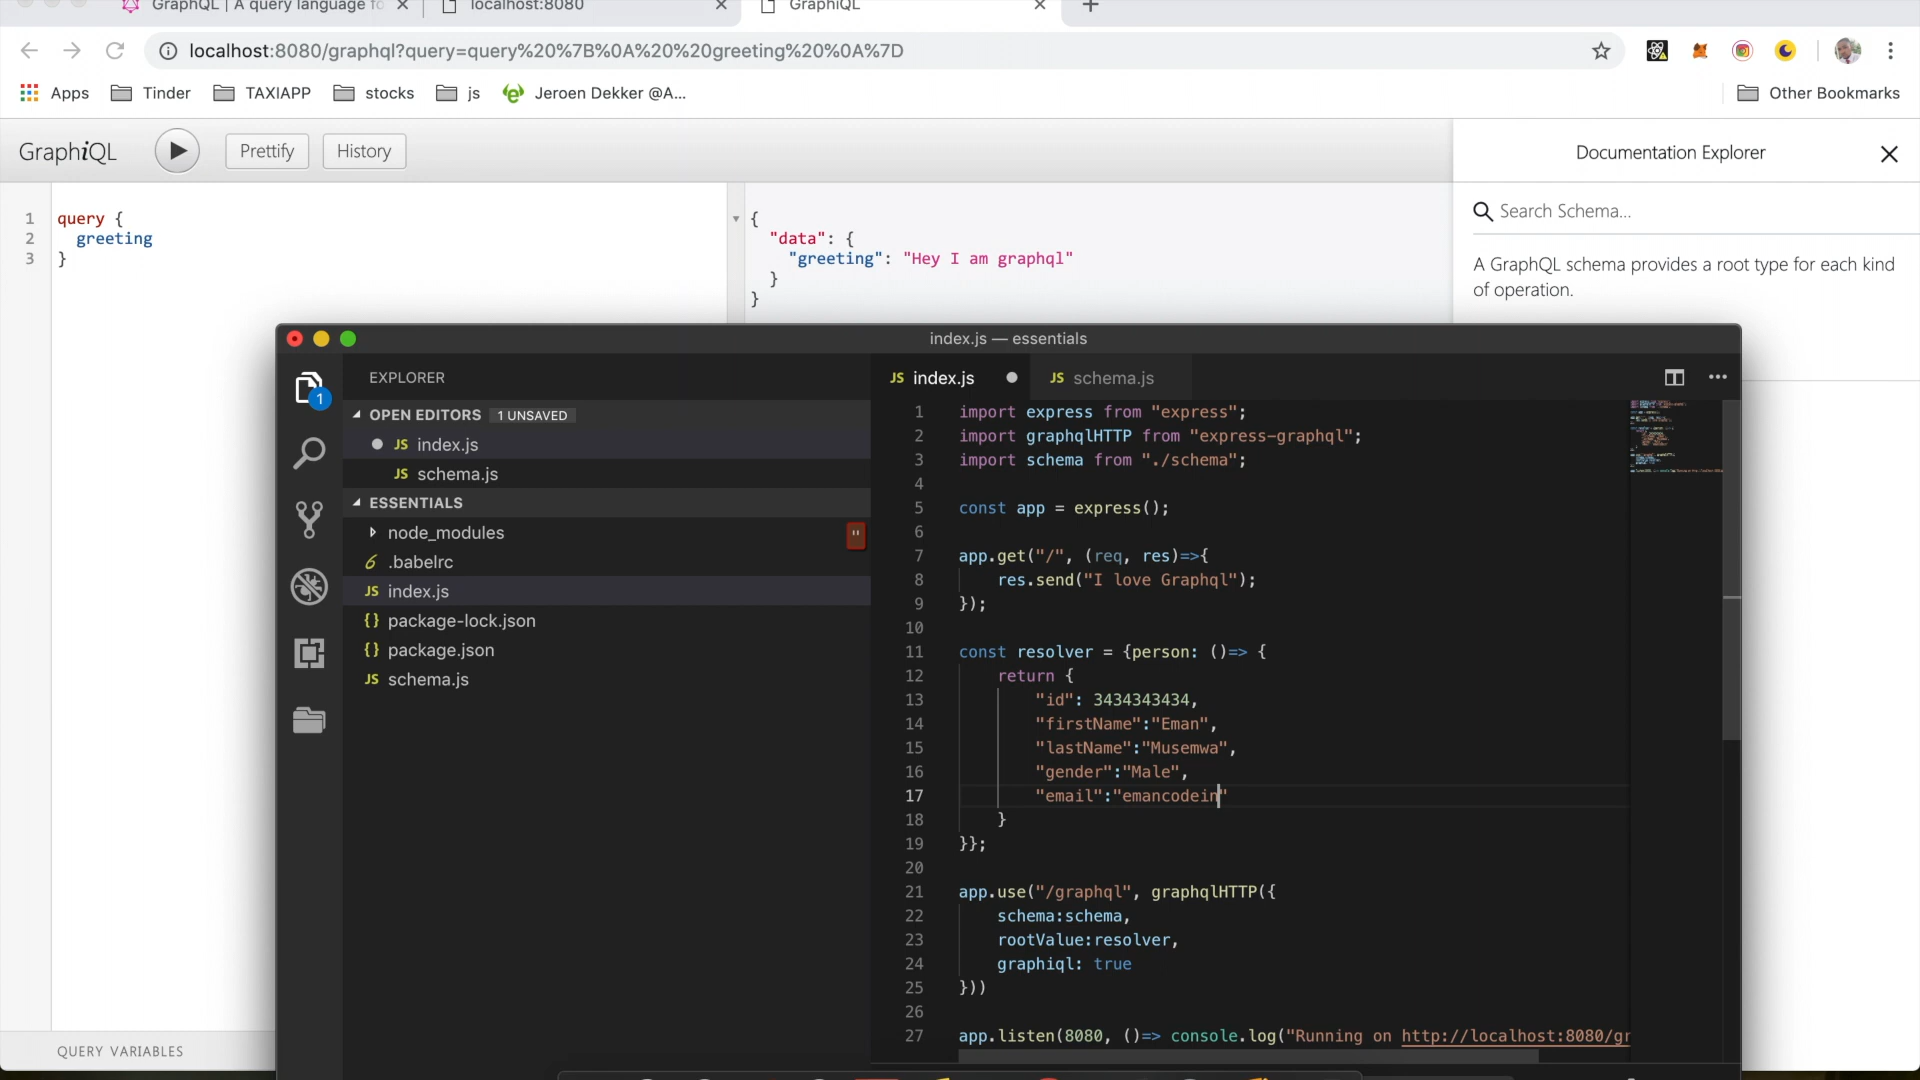 GraphQL | A query language fo
localhost:8080
GraphiQL
localhost:8080/graphql?query=query%20%7B%0A%20%20greeting%20%0A%7D
Apps
Tinder
TAXIAPP
stocks
js
Jeroen Dekker @A...
Other Bookmarks
GraphiQL
Prettify
History
Documentation Explorer
Search Schema...
A GraphQL schema provides a root type for each kind
of operation.
1 query {
2 greeting
3 }
{
"data": {
"greeting": "Hey I am graphql"
}
}
index.js — essentials
EXPLORER
1
OPEN EDITORS 1 UNSAVED
JS index.js
JS schema.js
ESSENTIALS
node_modules
"
.babelrc
JS index.js
{} package-lock.json
{} package.json
JS schema.js
JS index.js
JS schema.js
1 import express from "express";
2 import graphqlHTTP from "express-graphql";
3 import schema from "./schema";
4
5 const app = express();
6
7 app.get("/", (req, res)=>{
8 res.send("I love Graphql");
9 });
10
11 const resolver = {person: ()=> {
12 return {
13 "id": 3434343434,
14 "firstName":"Eman",
15 "lastName":"Musemwa",
16 "gender":"Male",
17 "email":"emancodein"
18 }
19 }};
20
21 app.use("/graphql", graphqlHTTP({
22 schema:schema,
23 rootValue:resolver,
24 graphiql: true
25 }))
26
27 app.listen(8080, ()=> console.log("Running on http://localhost:8080/gr
QUERY VARIABLES